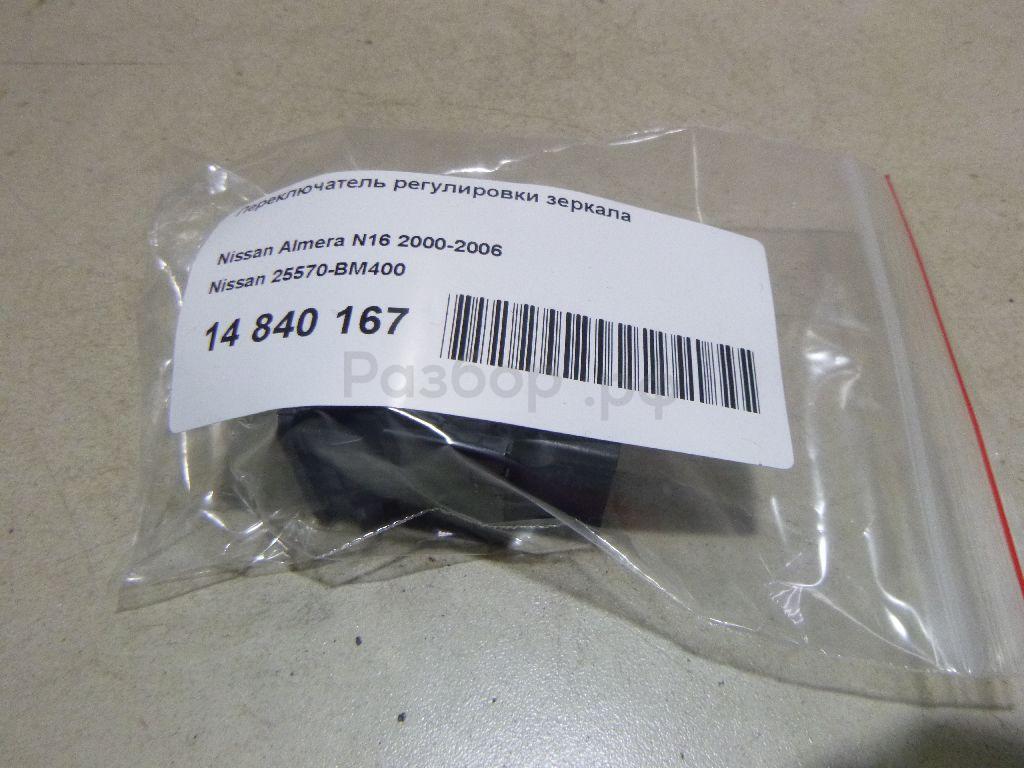 Переключатель регулировки зеркала
Nissan Almera N16 2000-2006
Nissan 25570-BM400
14 840 167
Разбор.рф